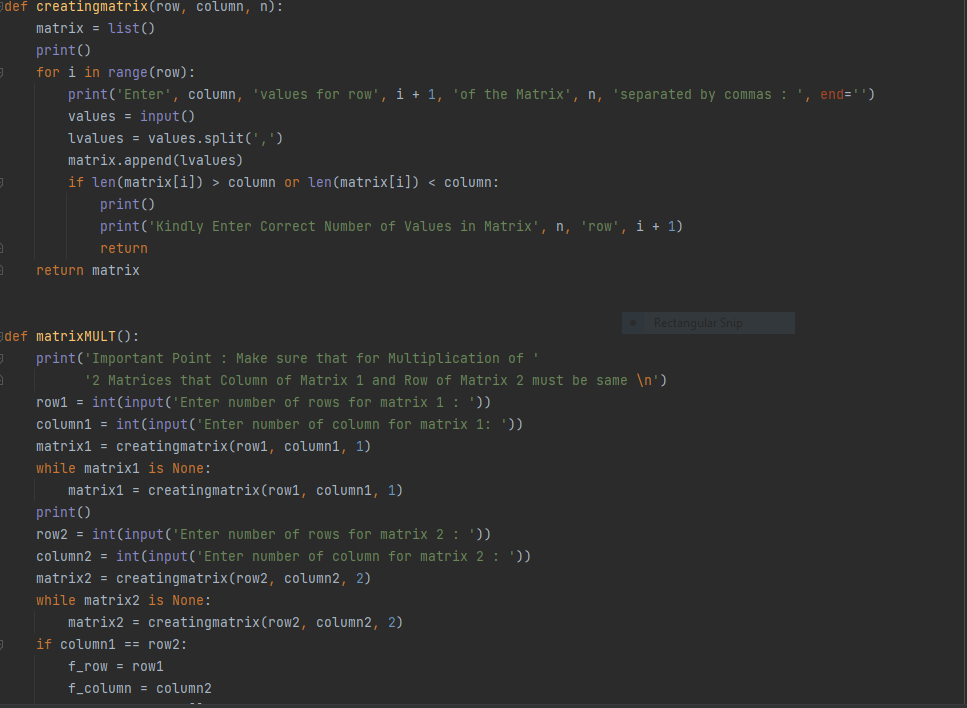 def creatingmatrix(row, column, n):
    matrix = list()
    print()
    for i in range(row):
        print('Enter', column, 'values for row', i + 1, 'of the Matrix', n, 'separated by commas : ', end='')
        values = input()
        lvalues = values.split(',')
        matrix.append(lvalues)
        if len(matrix[i]) > column or len(matrix[i]) < column:
            print()
            print('Kindly Enter Correct Number of Values in Matrix', n, 'row', i + 1)
            return
    return matrix
Rectangular Snip
def matrixMULT():
    print('Important Point : Make sure that for Multiplication of '
          '2 Matrices that Column of Matrix 1 and Row of Matrix 2 must be same \n')
    row1 = int(input('Enter number of rows for matrix 1 : '))
    column1 = int(input('Enter number of column for matrix 1: '))
    matrix1 = creatingmatrix(row1, column1, 1)
    while matrix1 is None:
        matrix1 = creatingmatrix(row1, column1, 1)
    print()
    row2 = int(input('Enter number of rows for matrix 2 : '))
    column2 = int(input('Enter number of column for matrix 2 : '))
    matrix2 = creatingmatrix(row2, column2, 2)
    while matrix2 is None:
        matrix2 = creatingmatrix(row2, column2, 2)
    if column1 == row2:
        f_row = row1
        f_column = column2